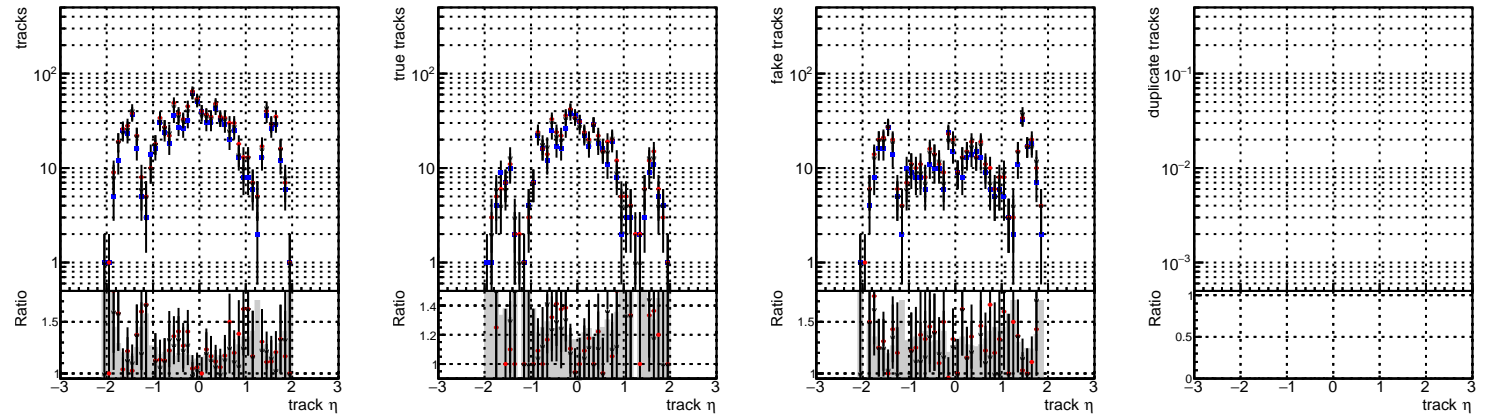 tracks
10²
10
1
Ratio
1.5
1
−3 −2 −1 0 1 2 3
track η
true tracks
10²
10
1
Ratio
1.4
1.2
1
−3 −2 −1 0 1 2 3
track η
fake tracks
10²
10
1
Ratio
1.5
1
−3 −2 −1 0 1 2 3
track η
duplicate tracks
10⁻¹
10⁻²
10⁻³
Ratio
1
0.5
0
−3 −2 −1 0 1 2 3
track η